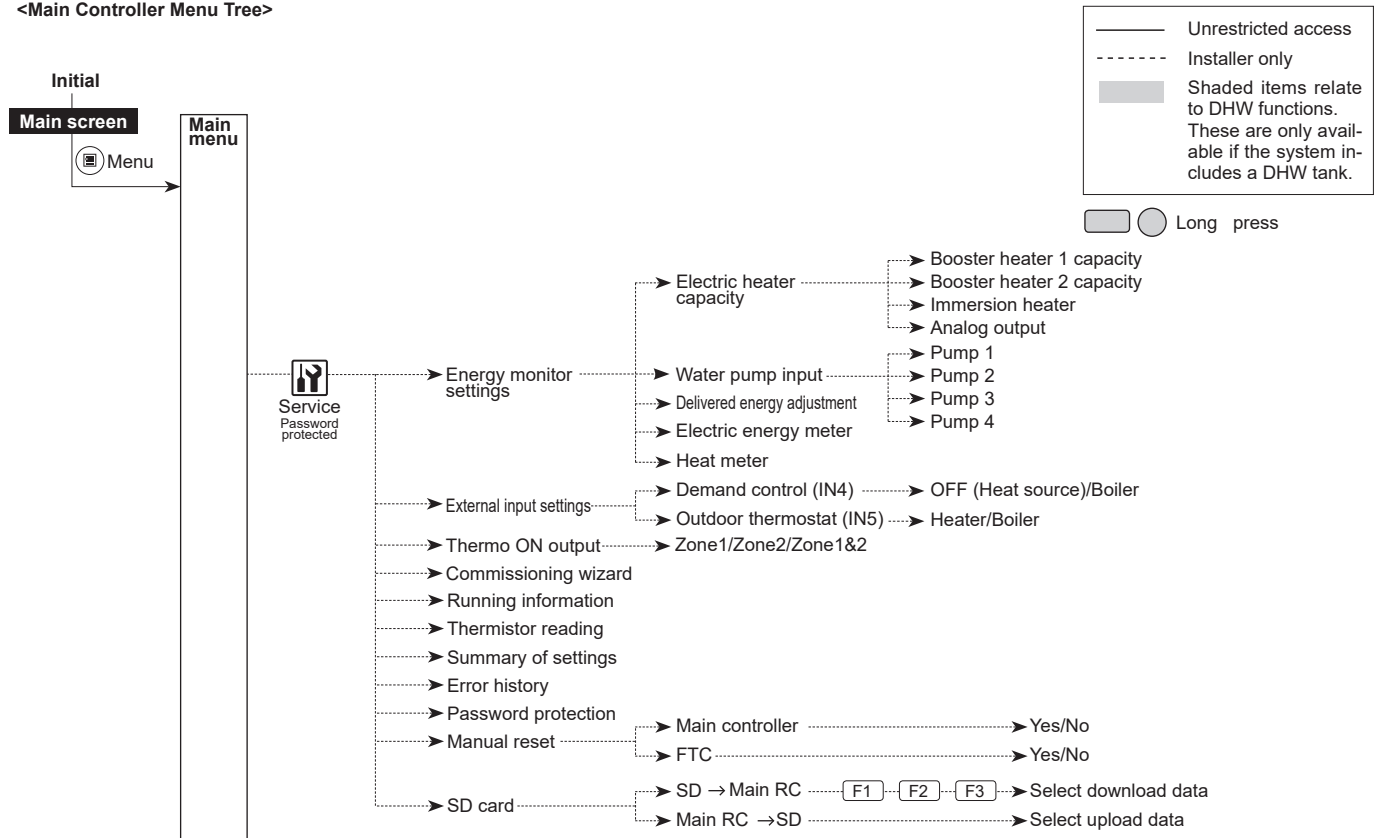 <Main Controller Menu Tree>
Unrestricted access
Installer only
Shaded items relate
to DHW functions.
These are only avail-
able if the system in-
cludes a DHW tank.
Long press
Initial
Main screen
Menu
Main
menu
Service
Password
protected
Energy monitor
settings
Electric heater
capacity
Booster heater 1 capacity
Booster heater 2 capacity
Immersion heater
Analog output
Water pump input
Pump 1
Pump 2
Pump 3
Pump 4
Delivered energy adjustment
Electric energy meter
Heat meter
External input settings
Demand control (IN4)
OFF (Heat source)/Boiler
Outdoor thermostat (IN5)
Heater/Boiler
Thermo ON output
Zone1/Zone2/Zone1&2
Commissioning wizard
Running information
Thermistor reading
Summary of settings
Error history
Password protection
Manual reset
Main controller
Yes/No
FTC
Yes/No
SD card
SD → Main RC
F1
F2
F3
Select download data
Main RC → SD
Select upload data